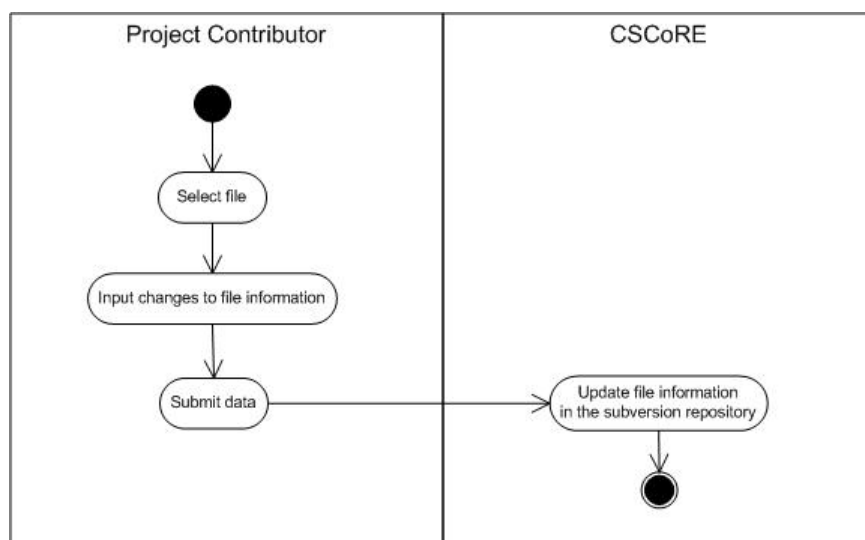 Project Contributor
CSCoRE
Select file
Input changes to file information
Submit data
Update file information
in the subversion repository